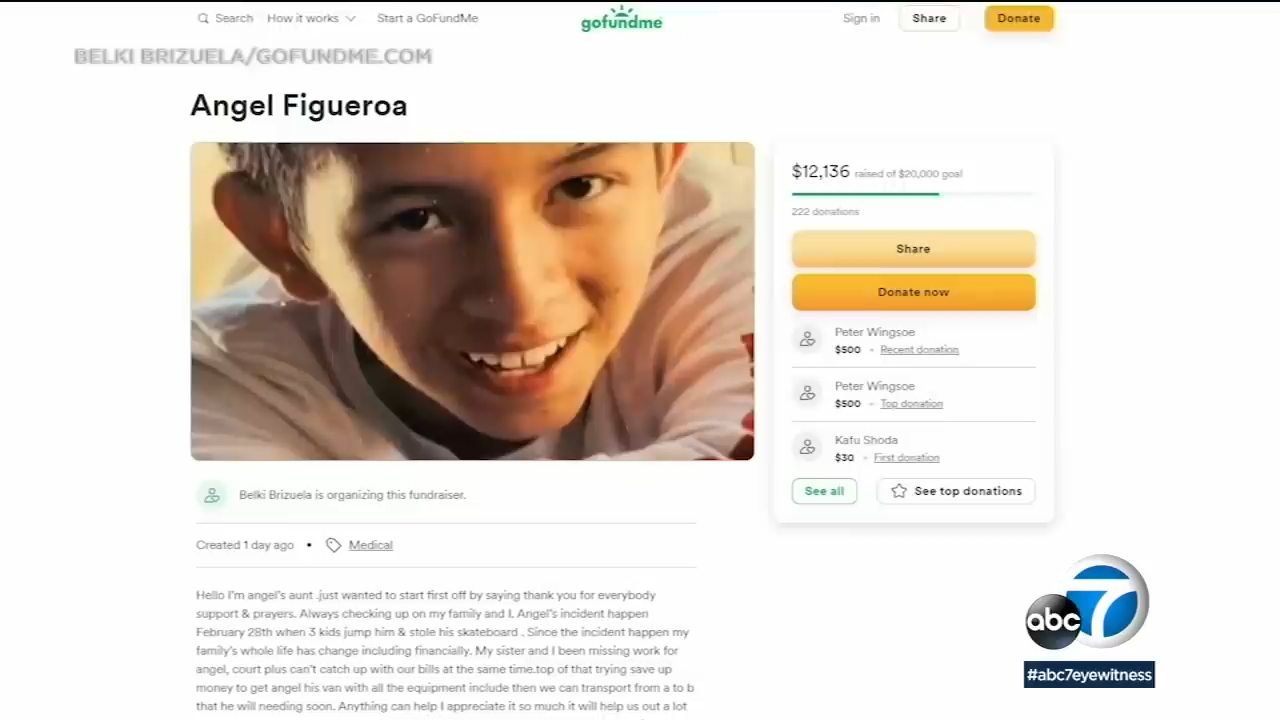 Search How it works Start a GoFundMe gofundme Sign in Share Donate
BELKI BRIZUELA/GOFUNDME.COM
Angel Figueroa
$12,136 raised of $20,000 goal
222 donations
Share
Donate now
Peter Wingsoe
$500 - Recent donation
Peter Wingsoe
$500 - Top donation
Kafu Shoda
$30 - First donation
See all See top donations
Belki Brizuela is organizing this fundraiser.
Created 1 day ago • Medical
Hello I'm angel's aunt .just wanted to start first off by saying thank you for everybody
support & prayers. Always checking up on my family and I. Angel's incident happen
February 28th when 3 kids jump him & stole his skateboard . Since the incident happen my
family's whole life has change including financially. My sister and I been missing work for
angel, court plus can't catch up with our bills at the same time.top of that trying save up
money to get angel his van with all the equipment include then we can transport from a to b
that he will needing soon. Anything can help I appreciate it so much it will help us out a lot
abc 7
#abc7eyewitness